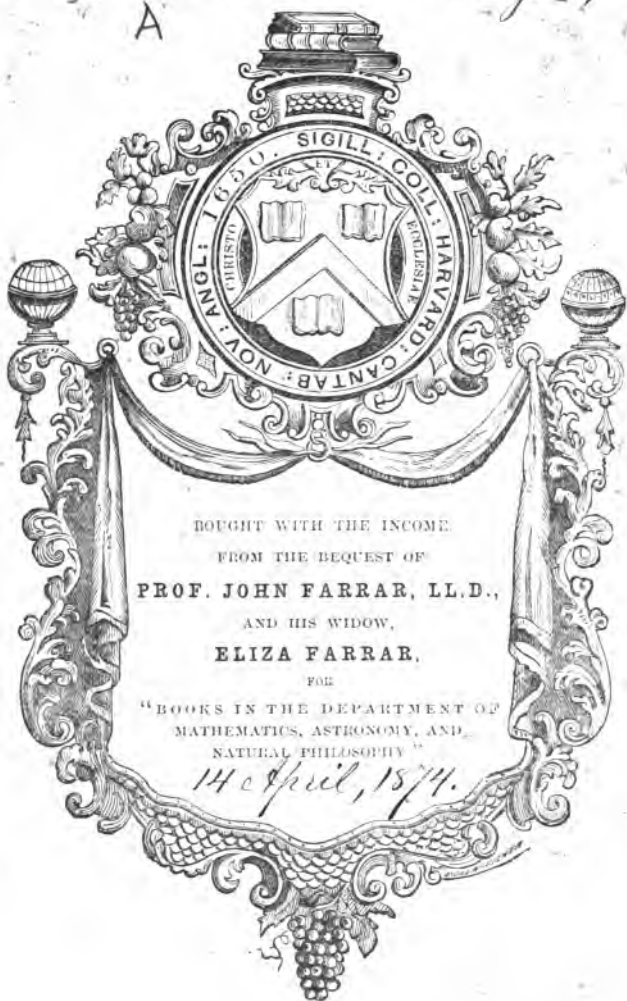 A
SIGILL: COLL: HARVARD: CANTAB: NOV: ANGL: 1650.
ET
CHRISTO
ECCLESIAE
BOUGHT WITH THE INCOME
FROM THE BEQUEST OF
PROF. JOHN FARRAR, LL.D.,
AND HIS WIDOW,
ELIZA FARRAR,
FOR
"BOOKS IN THE DEPARTMENT OF
MATHEMATICS, ASTRONOMY, AND
NATURAL PHILOSOPHY"
14 April, 1874.